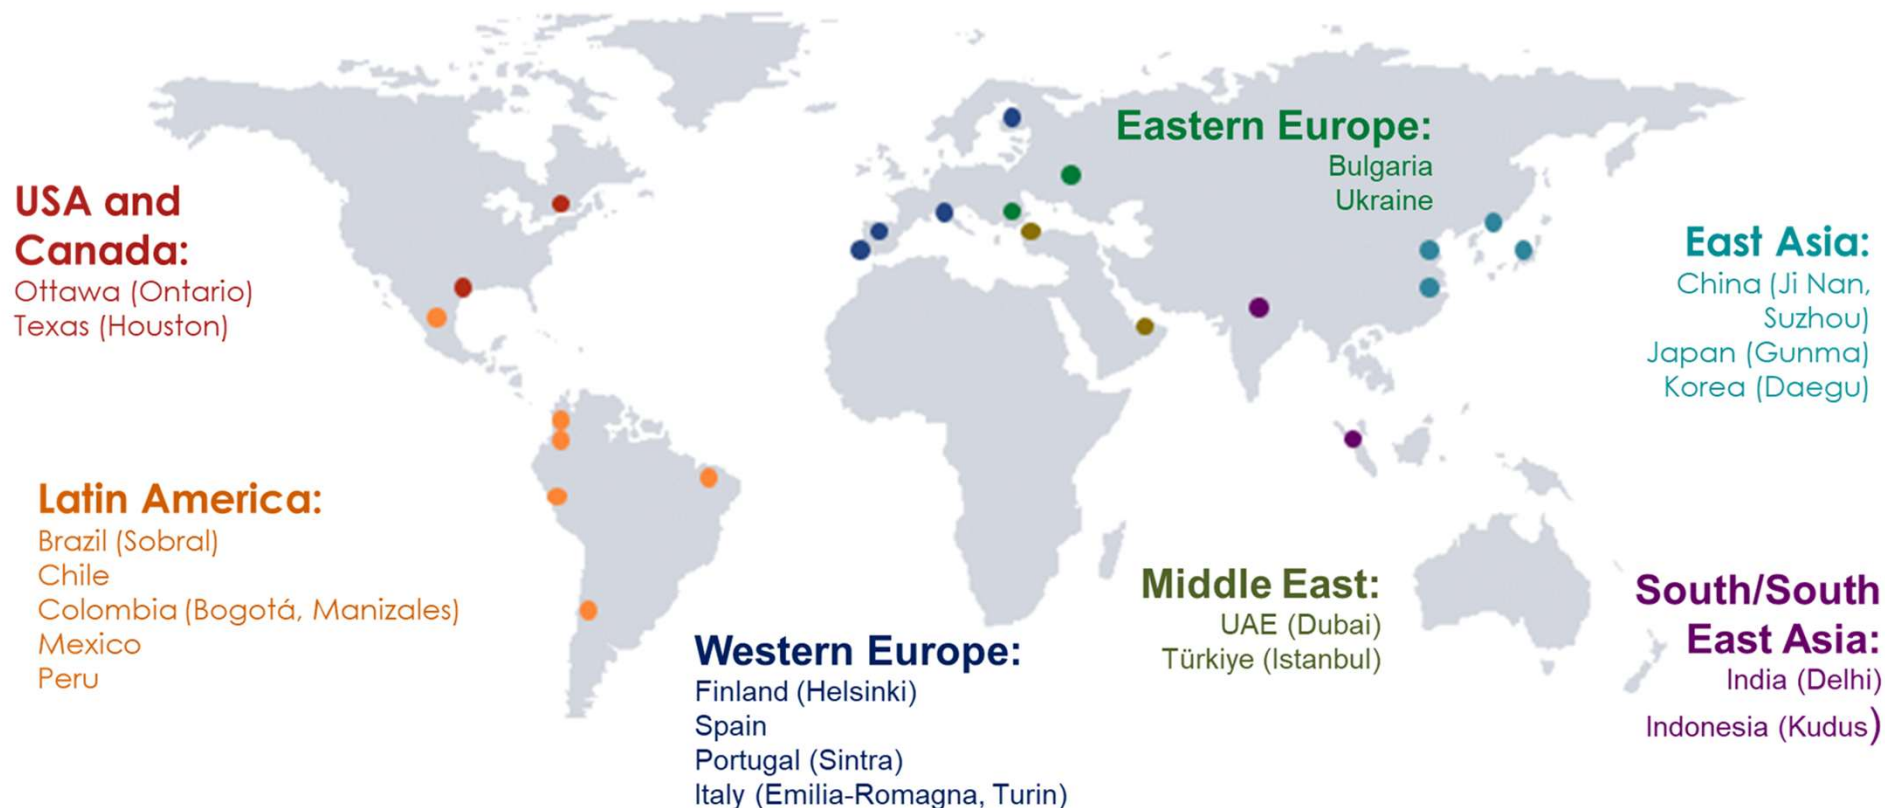 USA and
Canada:
Ottawa (Ontario)
Texas (Houston)
Latin America:
Brazil (Sobral)
Chile
Colombia (Bogotá, Manizales)
Mexico
Peru
Western Europe:
Finland (Helsinki)
Spain
Portugal (Sintra)
Italy (Emilia-Romagna, Turin)
Eastern Europe:
Bulgaria
Ukraine
Middle East:
UAE (Dubai)
Türkiye (Istanbul)
East Asia:
China (Ji Nan,
Suzhou)
Japan (Gunma)
Korea (Daegu)
South/South
East Asia:
India (Delhi)
Indonesia (Kudus)